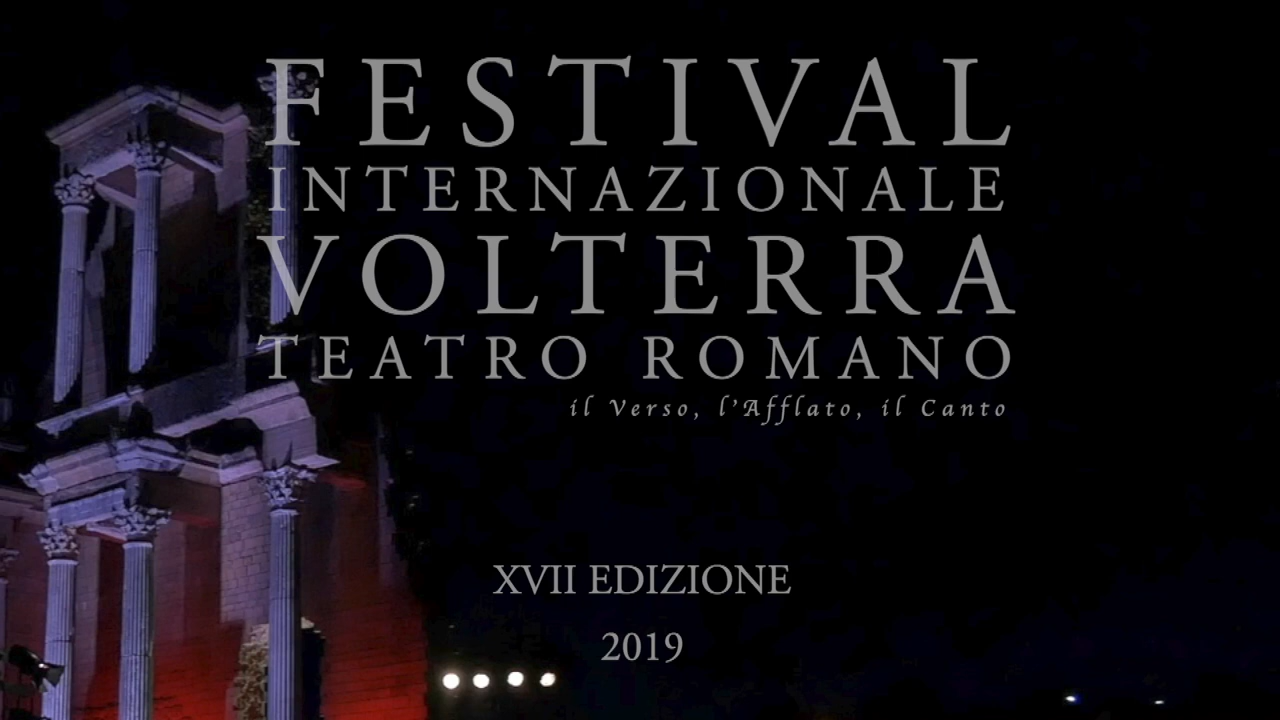 FESTIVAL
INTERNAZIONALE
VOLTERRA
TEATRO ROMANO
il Verso, l'Afflato, il Canto
XVII EDIZIONE
2019